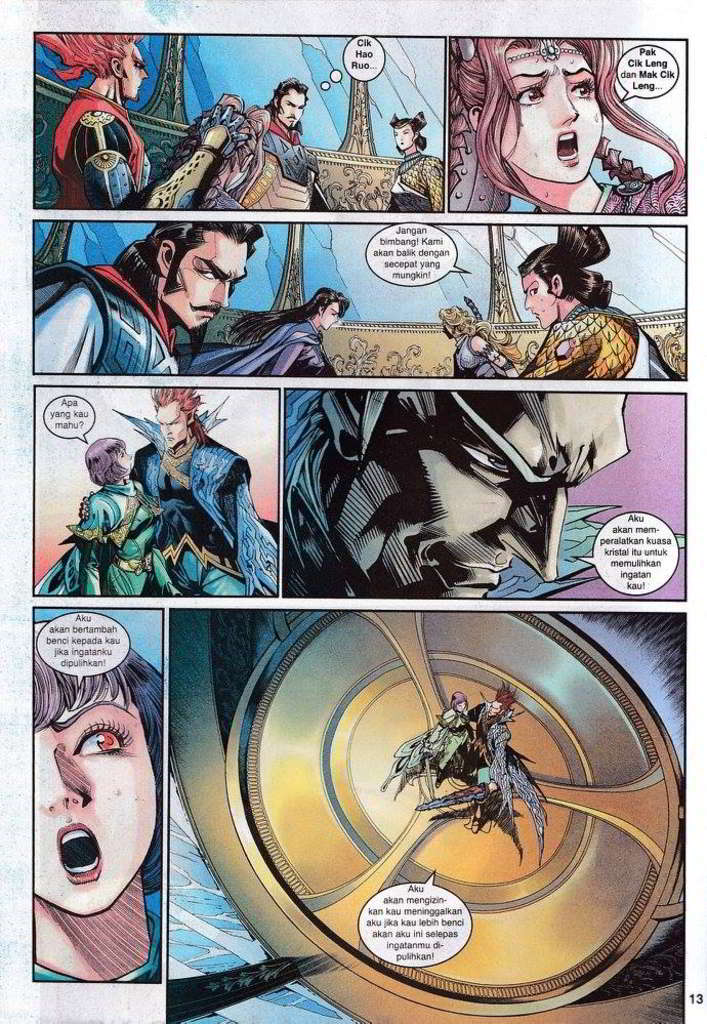 Cik
Hao
Ruo...
Pak
Cik Leng
dan Mak Cik
Leng...
Jangan
bimbang! Kami
akan balik dengan
secepat yang
mungkin!
Apa
yang kau
mahu?
Aku
akan mem-
peralatkan kuasa
kristal itu untuk
memulihkan
ingatan
kau!
Aku
akan bertambah
benci kepada kau
jika ingatanku
dipulihkan!
Aku
akan mengizin-
kan kau meninggalkan
aku jika kau lebih benci
akan aku ini selepas
ingatanmu di-
pulihkan!
13